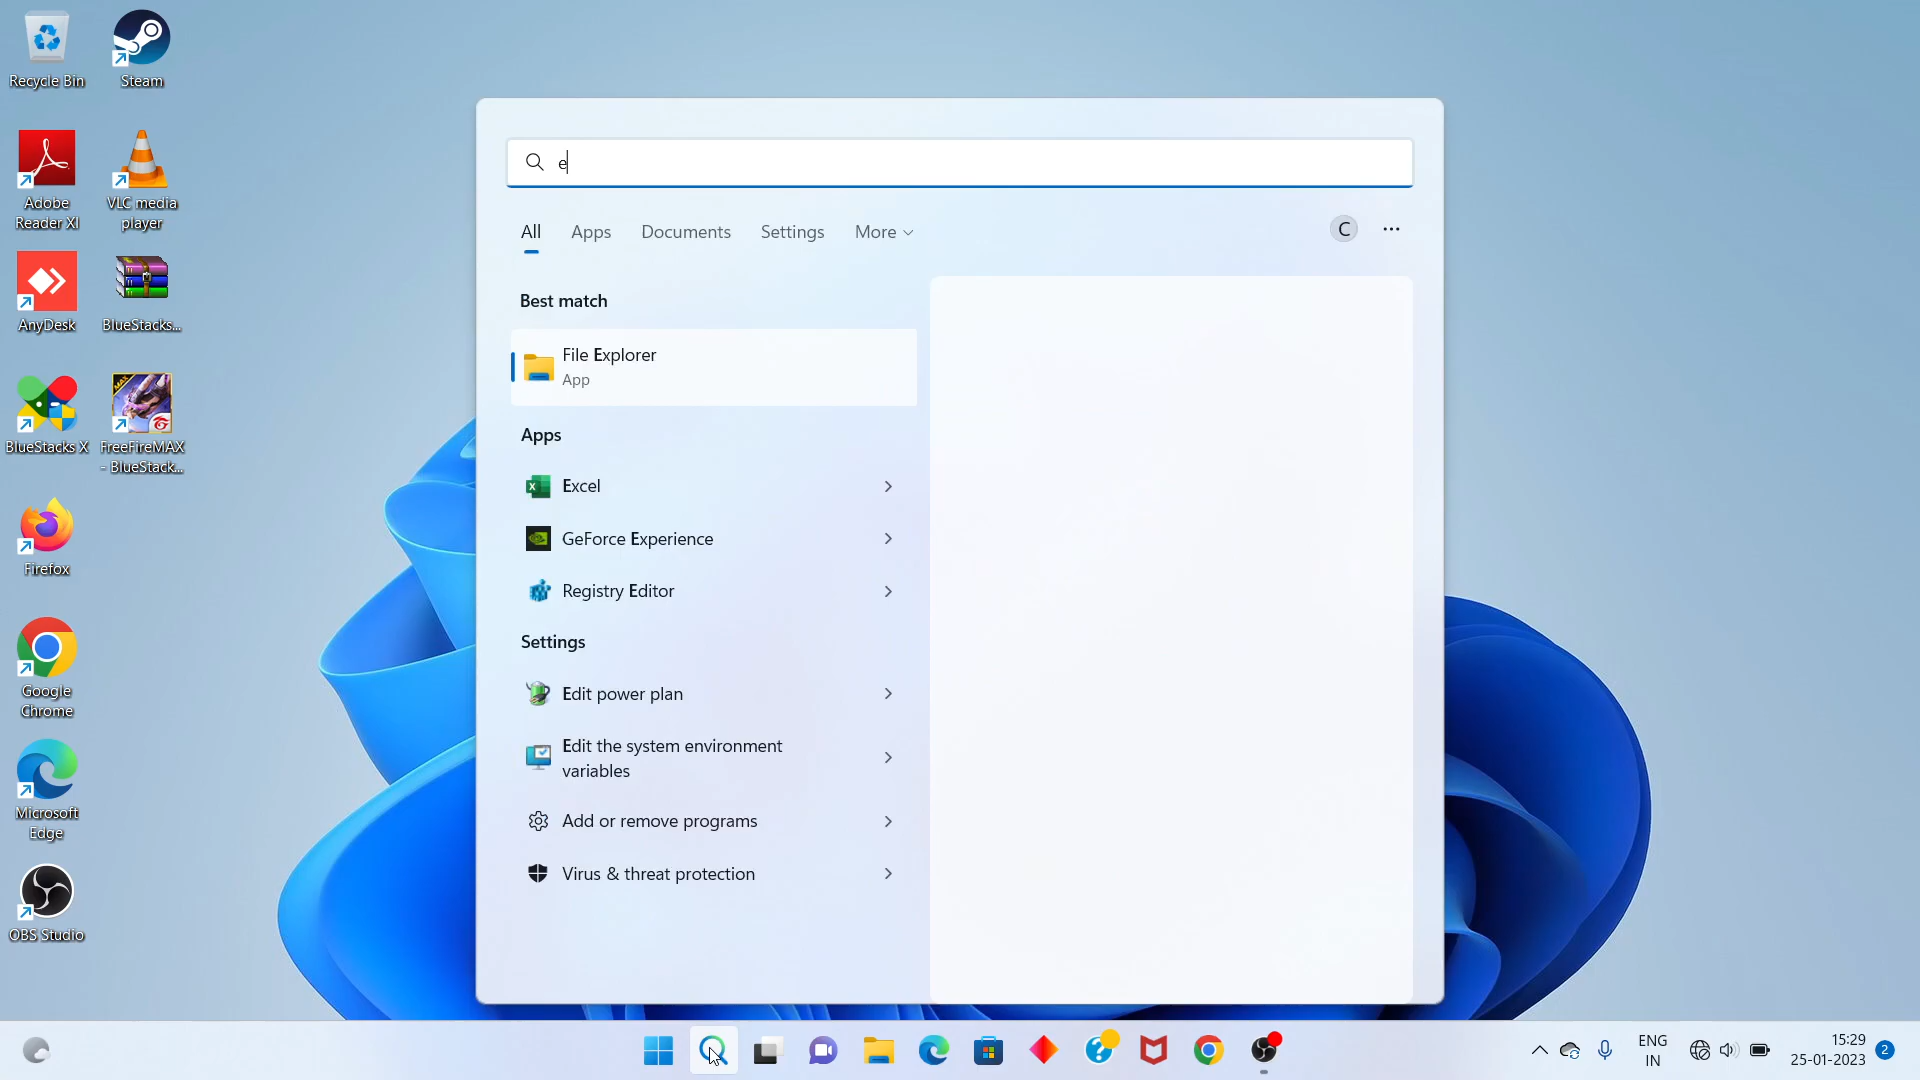 Recycle Bin
Steam
Adobe
Reader XI
VLC media
player
AnyDesk
BlueStacks...
BlueStacks X
MAX
FreeFireMAX
- BlueStack...
Firefox
Google
Chrome
Microsoft
Edge
OBS Studio
e
All
Apps
Documents
Settings
More
C
Best match
File Explorer
App
Apps
Excel
GeForce Experience
Registry Editor
Settings
Edit power plan
Edit the system environment
variables
Add or remove programs
Virus & threat protection
ENG
IN
15:29
25-01-2023
2